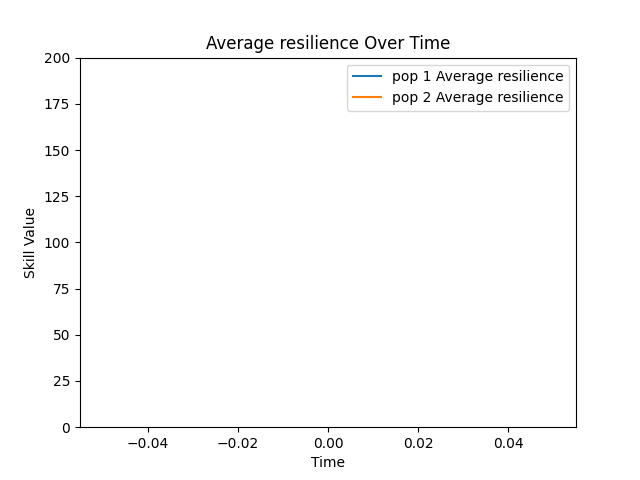 Average resilience Over Time
pop 1 Average resilience
pop 2 Average resilience
200
175
150
125
100
75
50
25
0
Skill Value
−0.04
−0.02
0.00
0.02
0.04
Time